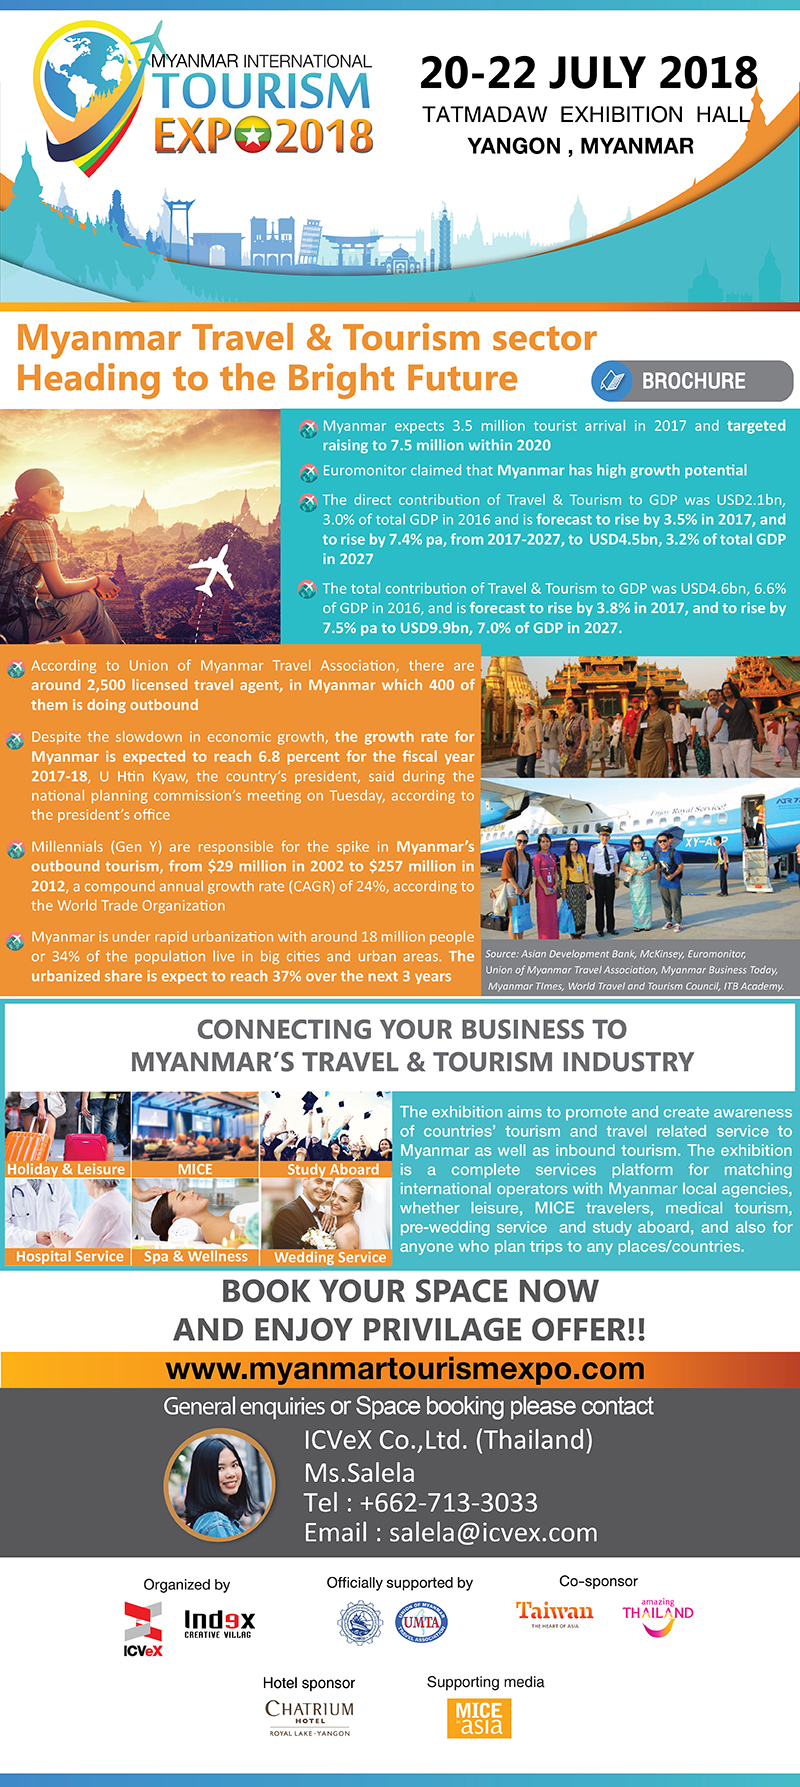 MYANMAR INTERNATIONAL
TOURISM
EXPO2018
20-22 JULY 2018
TATMADAW EXHIBITION HALL
YANGON , MYANMAR
Myanmar Travel & Tourism sector
Heading to the Bright Future
BROCHURE
Myanmar expects 3.5 million tourist arrival in 2017 and targeted
raising to 7.5 million within 2020
Euromonitor claimed that Myanmar has high growth potential
The direct contribution of Travel & Tourism to GDP was USD2.1bn,
3.0% of total GDP in 2016 and is forecast to rise by 3.5% in 2017, and
to rise by 7.4% pa, from 2017-2027, to USD4.5bn, 3.2% of total GDP
in 2027
The total contribution of Travel & Tourism to GDP was USD4.6bn, 6.6%
of GDP in 2016, and is forecast to rise by 3.8% in 2017, and to rise by
7.5% pa to USD9.9bn, 7.0% of GDP in 2027.
According to Union of Myanmar Travel Association, there are
around 2,500 licensed travel agent, in Myanmar which 400 of
them is doing outbound
Despite the slowdown in economic growth, the growth rate for
Myanmar is expected to reach 6.8 percent for the fiscal year
2017-18, U Htin Kyaw, the country's president, said during the
national planning commission's meeting on Tuesday, according to
the president's office
Millennials (Gen Y) are responsible for the spike in Myanmar's
outbound tourism, from $29 million in 2002 to $257 million in
2012, a compound annual growth rate (CAGR) of 24%, according to
the World Trade Organization
Myanmar is under rapid urbanization with around 18 million people
or 34% of the population live in big cities and urban areas. The
urbanized share is expect to reach 37% over the next 3 years
Enjoy Royal Service!
ATR 72
Source: Asian Development Bank, McKinsey, Euromonitor,
Union of Myanmar Travel Association, Myanmar Business Today,
Myanmar TImes, World Travel and Tourism Council, ITB Academy.
CONNECTING YOUR BUSINESS TO
MYANMAR'S TRAVEL & TOURISM INDUSTRY
Holiday & Leisure
MICE
Study Aboard
Hospital Service
Spa & Wellness
Wedding Service
The exhibition aims to promote and create awareness
of countries' tourism and travel related service to
Myanmar as well as inbound tourism. The exhibition
is a complete services platform for matching
international operators with Myanmar local agencies,
whether leisure, MICE travelers, medical tourism,
pre-wedding service and study aboard, and also for
anyone who plan trips to any places/countries.
BOOK YOUR SPACE NOW
AND ENJOY PRIVILAGE OFFER!!
www.myanmartourismexpo.com
General enquiries or Space booking please contact
ICVeX Co.,Ltd. (Thailand)
Ms.Salela
Tel : +662-713-3033
Email : salela@icvex.com
Organized by
ICVeX
Index
CREATIVE VILLAG
Officially supported by
UNION OF MYANMAR
UMTA
TRAVEL ASSOCIATION
Co-sponsor
Taiwan
THE HEART OF ASIA
amazing
THAILAND
Hotel sponsor
CHATRIUM
HOTEL
ROYAL LAKE - YANGON
Supporting media
MICE
in asia